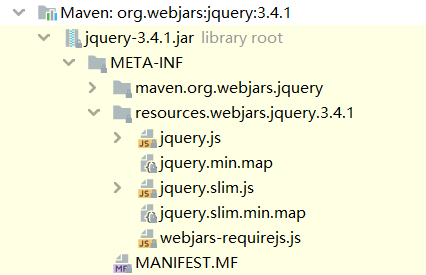 Maven: org.webjars:jquery:3.4.1
jquery-3.4.1.jar library root
META-INF
maven.org.webjars.jquery
resources.webjars.jquery.3.4.1
JS jquery.js
jquery.min.map
JS jquery.slim.js
jquery.slim.min.map
JS webjars-requirejs.js
MF MANIFEST.MF